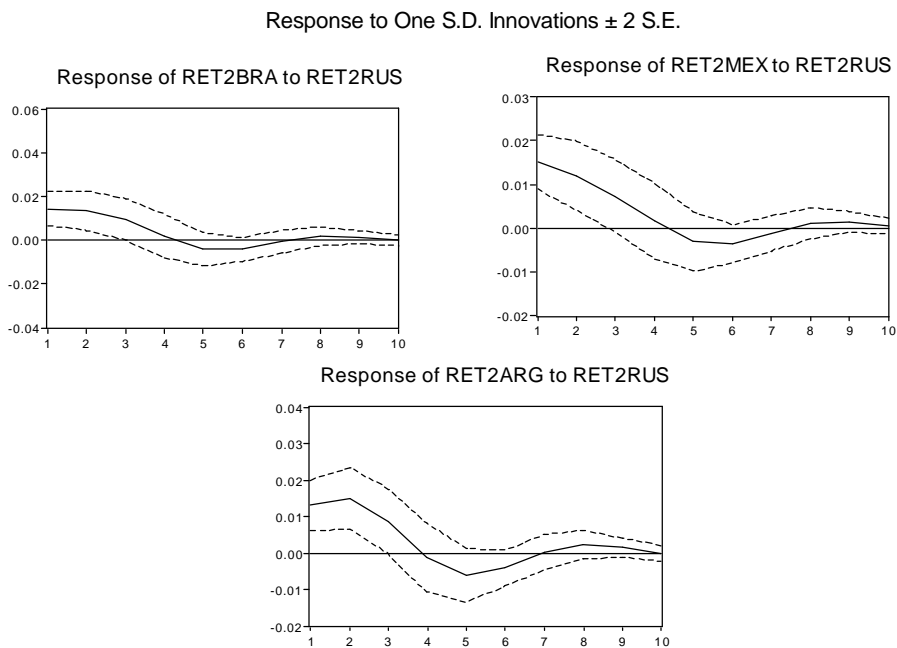 Response to One S.D. Innovations ± 2 S.E.
Response of RET2BRA to RET2RUS
0.06
0.04
0.02
0.00
-0.02
-0.04
1 2 3 4 5 6 7 8 9 10
Response of RET2MEX to RET2RUS
0.03
0.02
0.01
0.00
-0.01
-0.02
1 2 3 4 5 6 7 8 9 10
Response of RET2ARG to RET2RUS
0.04
0.03
0.02
0.01
0.00
-0.01
-0.02
1 2 3 4 5 6 7 8 9 10